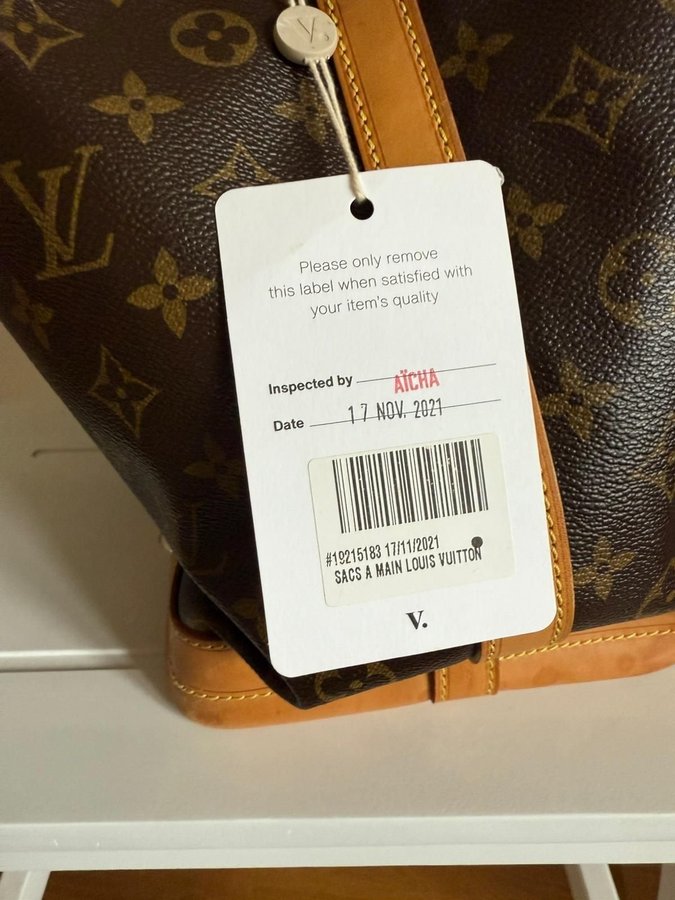 V.
LV
Please only remove
this label when satisfied with
your item's quality
Inspected by AÏCHA
Date 17 NOV. 2021
#19215183 17/11/2021
SACS A MAIN LOUIS VUITTON
V.